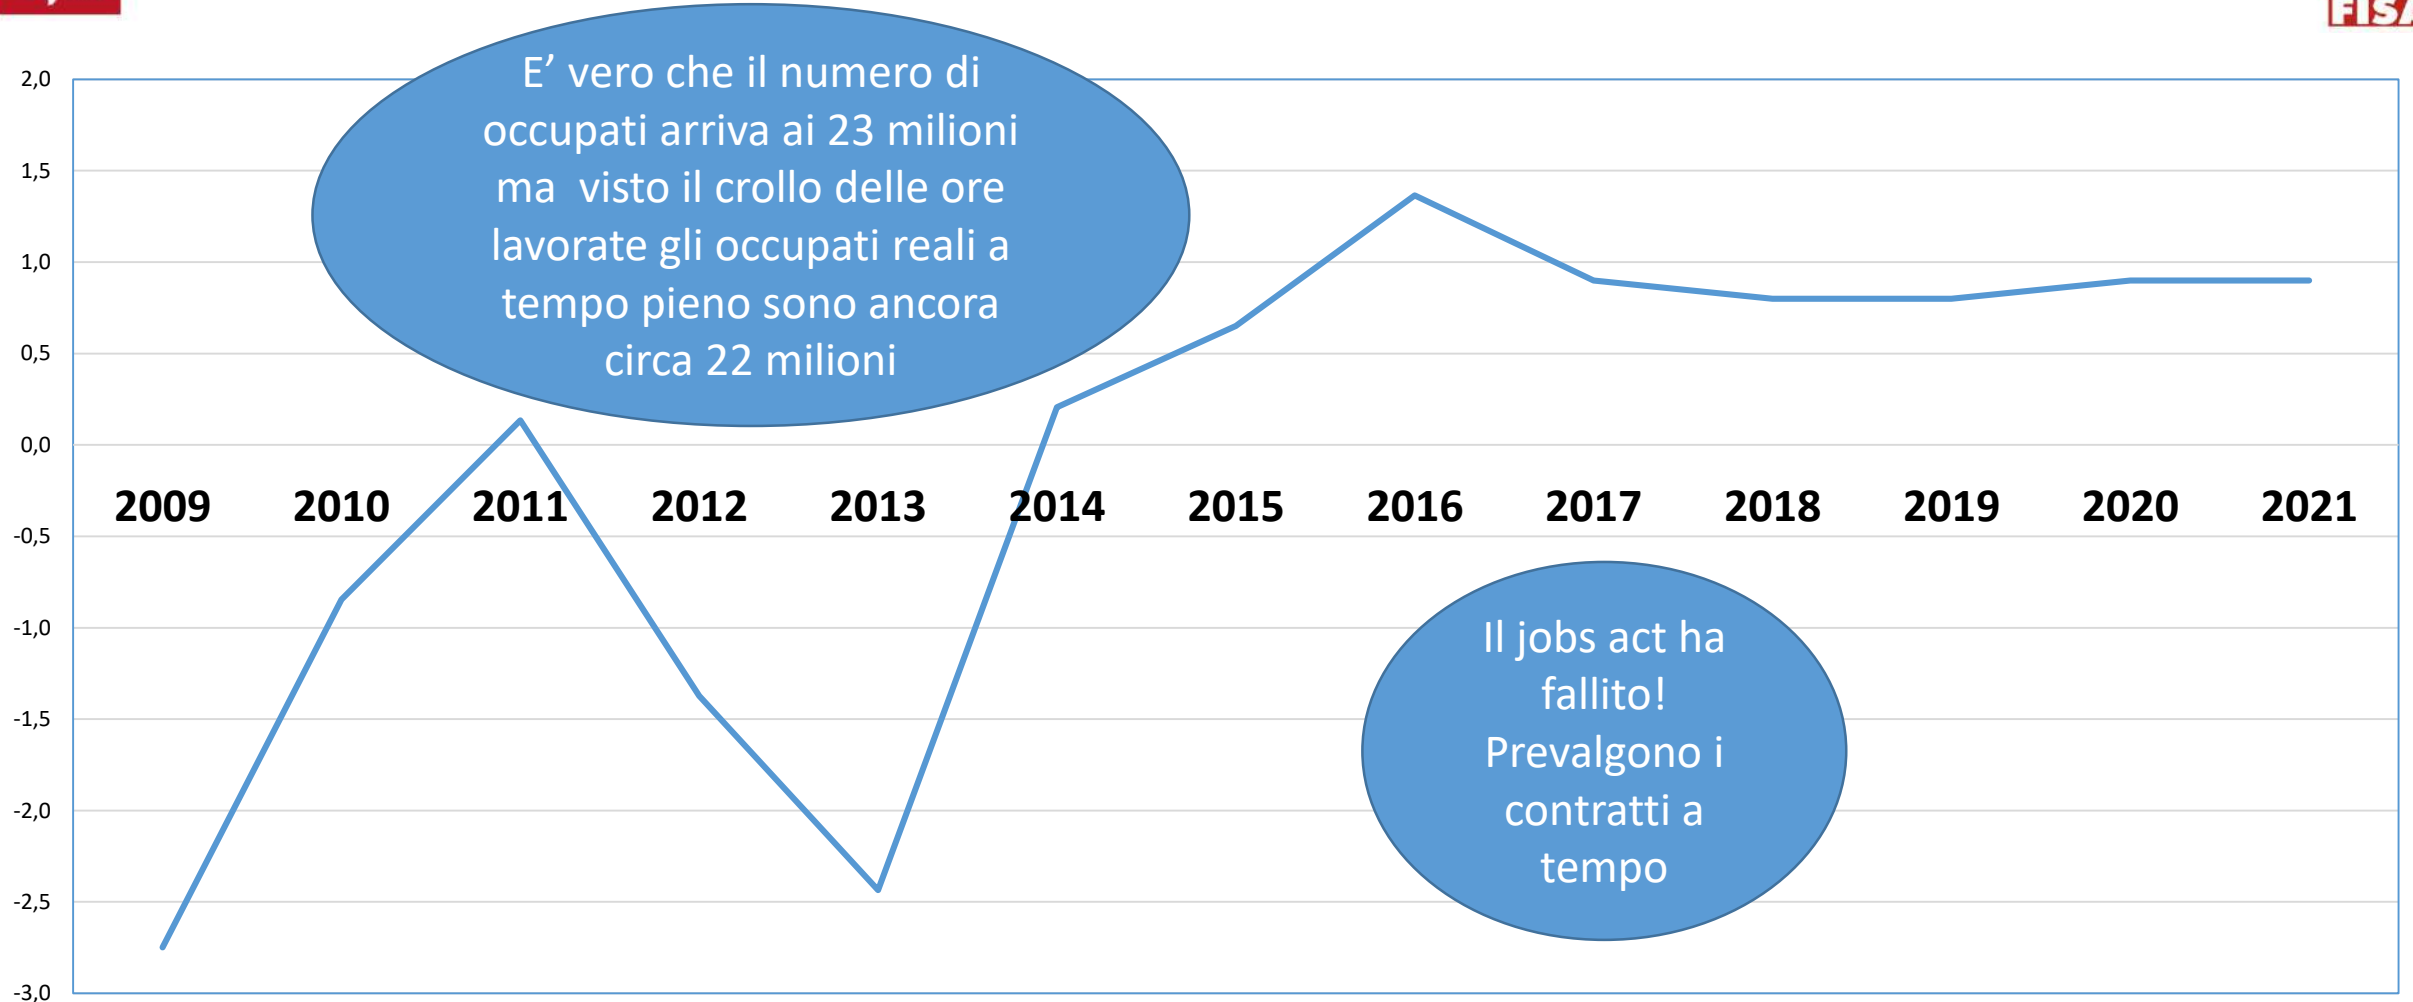 2,0
1,5
1,0
0,5
0,0
-0,5
-1,0
-1,5
-2,0
-2,5
-3,0
E’ vero che il numero di
occupati arriva ai 23 milioni
ma visto il crollo delle ore
lavorate gli occupati reali a
tempo pieno sono ancora
circa 22 milioni
2009 2010 2011 2012 2013 2014 2015 2016 2017 2018 2019 2020 2021
Il jobs act ha
fallito!
Prevalgono i
contratti a
tempo